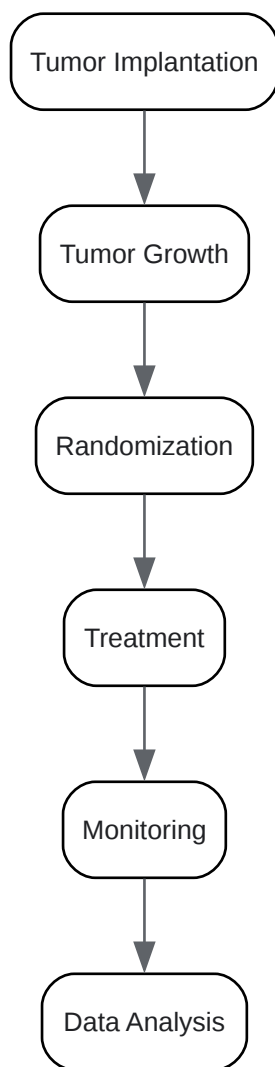 Tumor Implantation
Tumor Growth
Randomization
Treatment
Monitoring
Data Analysis